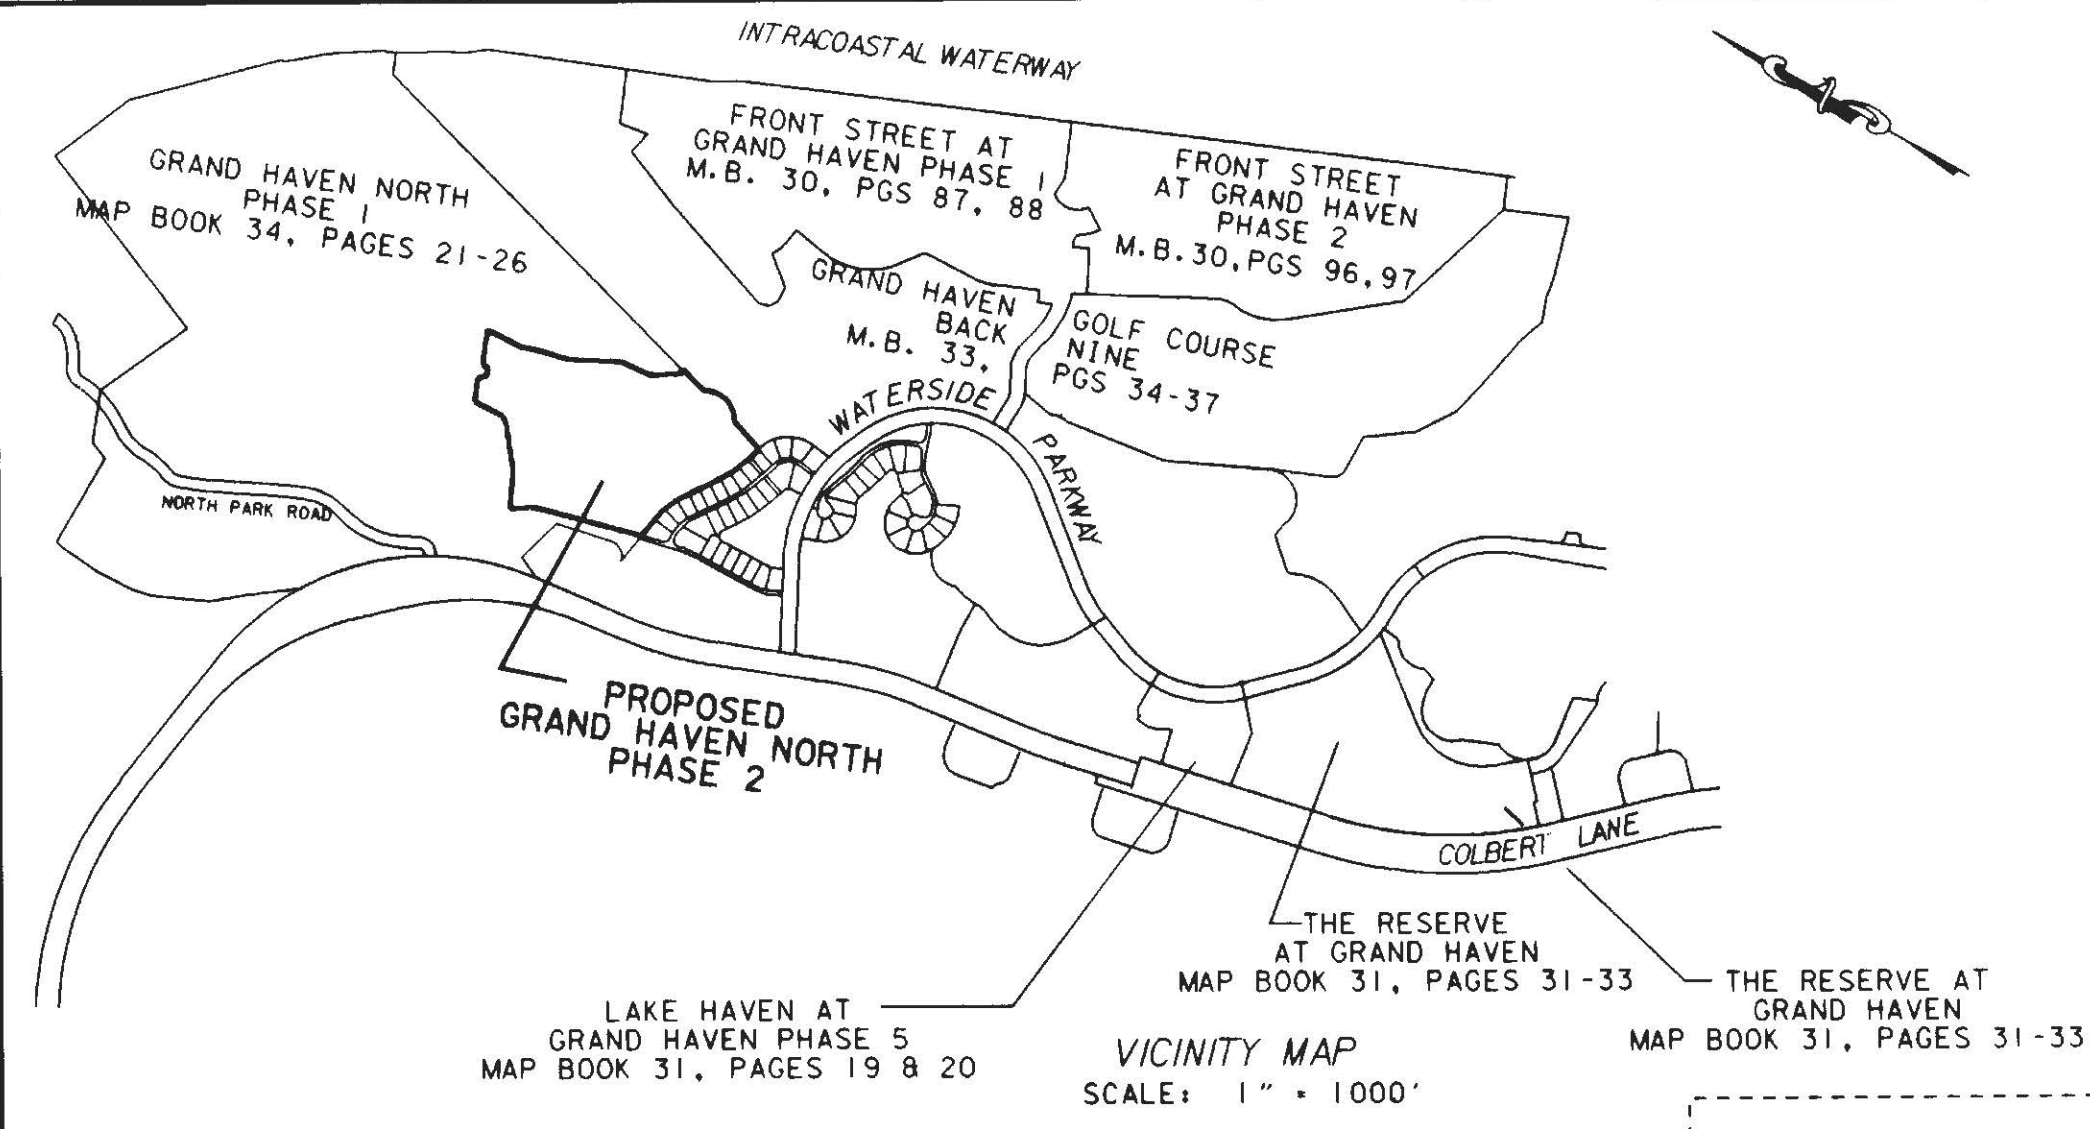 INTRACOASTAL WATERWAY
GRAND HAVEN NORTH
PHASE 1
MAP BOOK 34, PAGES 21-26
FRONT STREET AT
GRAND HAVEN PHASE 1
M.B. 30, PGS 87, 88
FRONT STREET
AT GRAND HAVEN
PHASE 2
M.B.30,PGS 96,97
GRAND HAVEN
BACK
M.B. 33,
GOLF COURSE
NINE
PGS 34-37
WATERSIDE
PARKWAY
NORTH PARK ROAD
PROPOSED
GRAND HAVEN NORTH
PHASE 2
COLBERT LANE
THE RESERVE
AT GRAND HAVEN
MAP BOOK 31, PAGES 31-33
THE RESERVE AT
GRAND HAVEN
MAP BOOK 31, PAGES 31-33
LAKE HAVEN AT
GRAND HAVEN PHASE 5
MAP BOOK 31, PAGES 19 & 20
VICINITY MAP
SCALE: 1" = 1000'